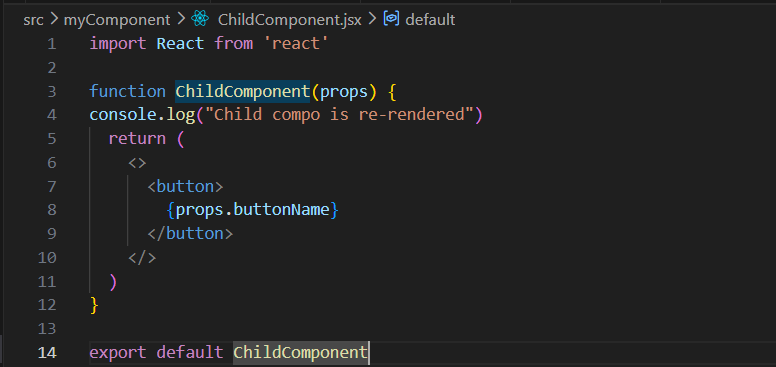 src > myComponent > ChildComponent.jsx > default
1 import React from 'react'
2
3 function ChildComponent(props) {
4 console.log("Child compo is re-rendered")
5   return (
6     <>
7       <button>
8         {props.buttonName}
9       </button>
10     </>
11   )
12 }
13
14 export default ChildComponent